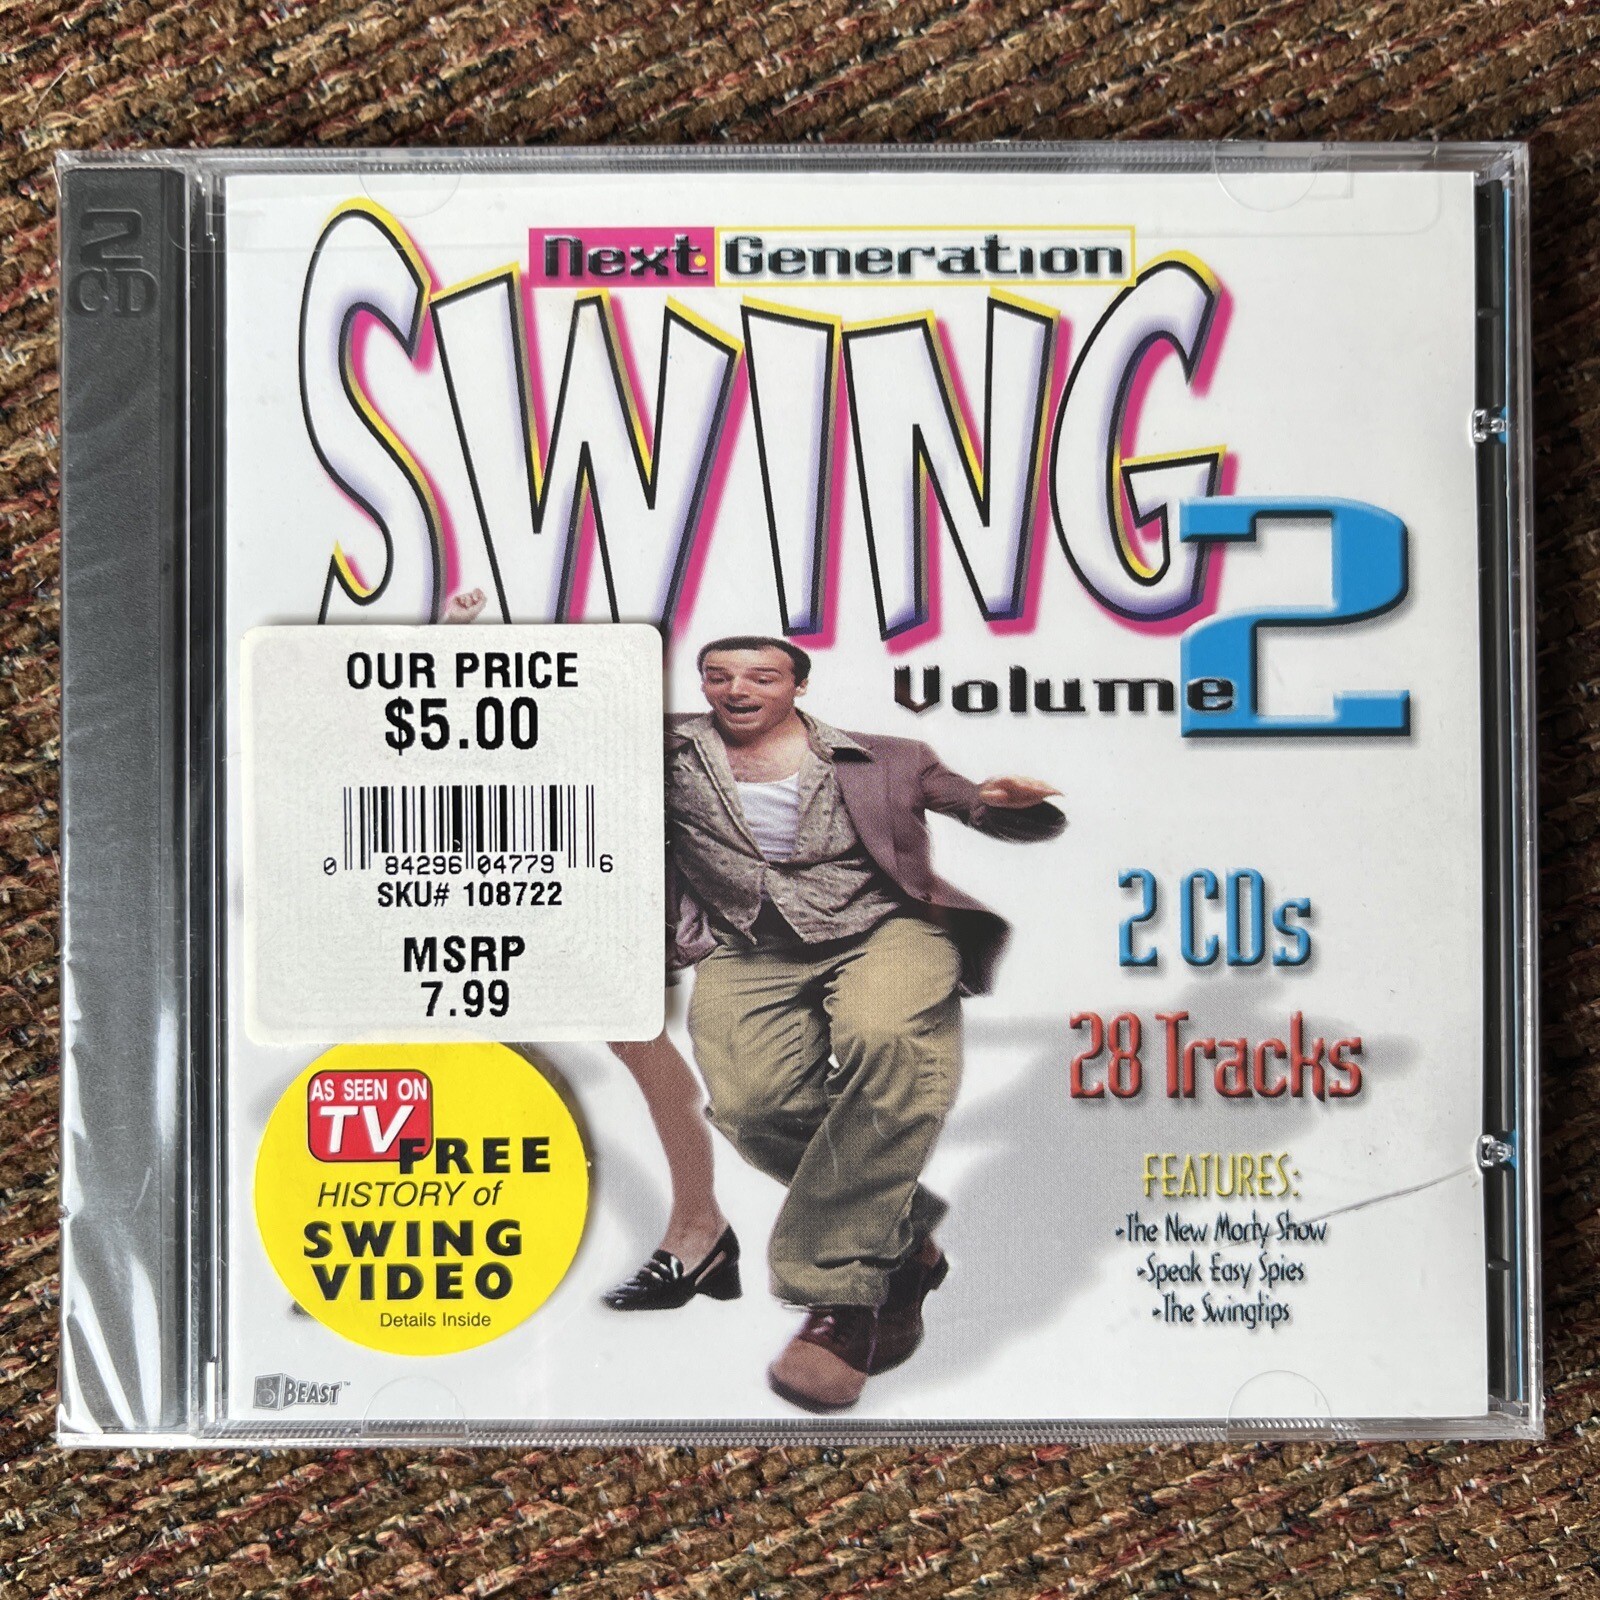 2
CD
Next Generation
SWING
2
Volume
OUR PRICE
$5.00
0 84296 04779 6
SKU# 108722
MSRP
7.99
2 CDs
28 Tracks
AS SEEN ON
TV
FREE
HISTORY of
SWING
VIDEO
Details Inside
FEATURES:
•The New Morty Show
•Speak Easy Spies
•The Swingtips
B BEAST™